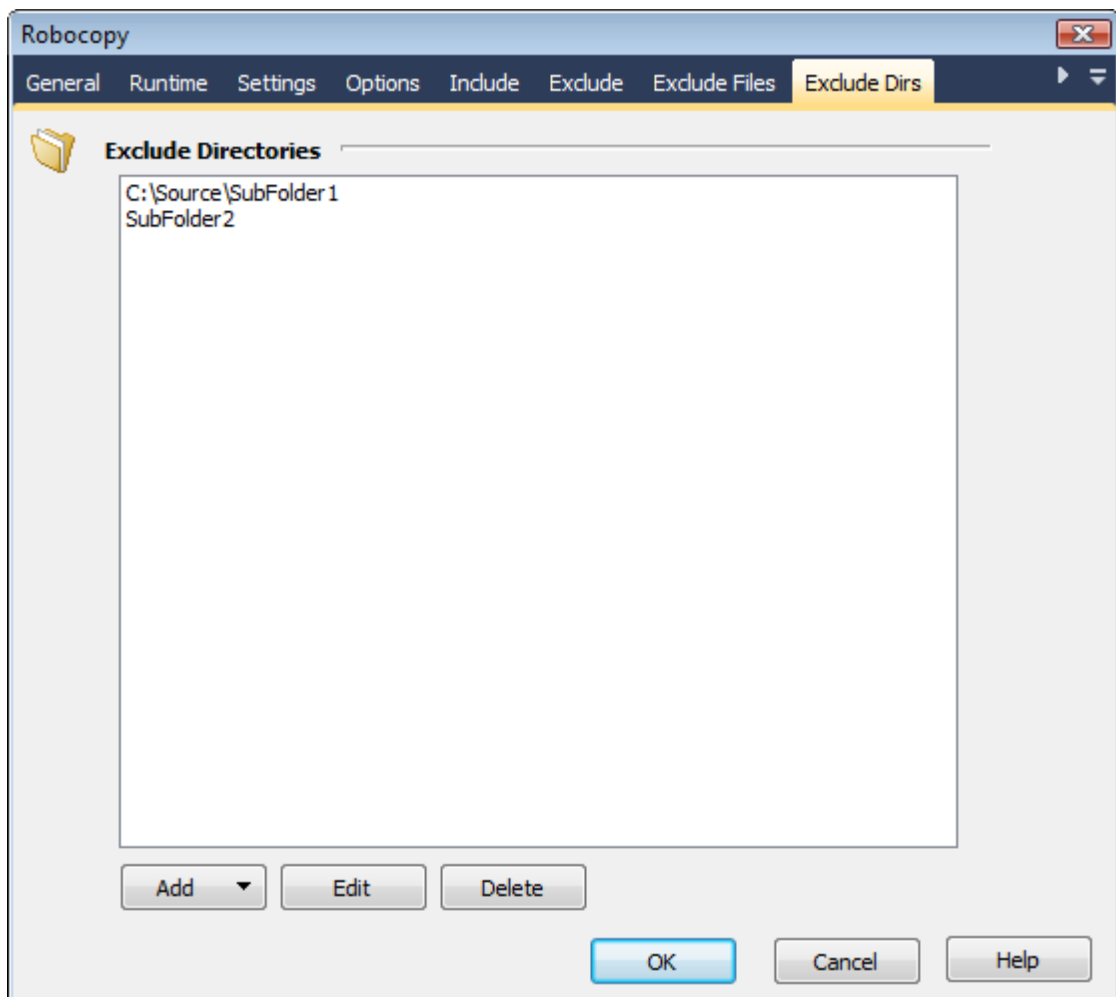 Robocopy
General Runtime Settings Options Include Exclude Exclude Files Exclude Dirs
Exclude Directories
C:\Source\SubFolder1
SubFolder2
Add Edit Delete
OK Cancel Help